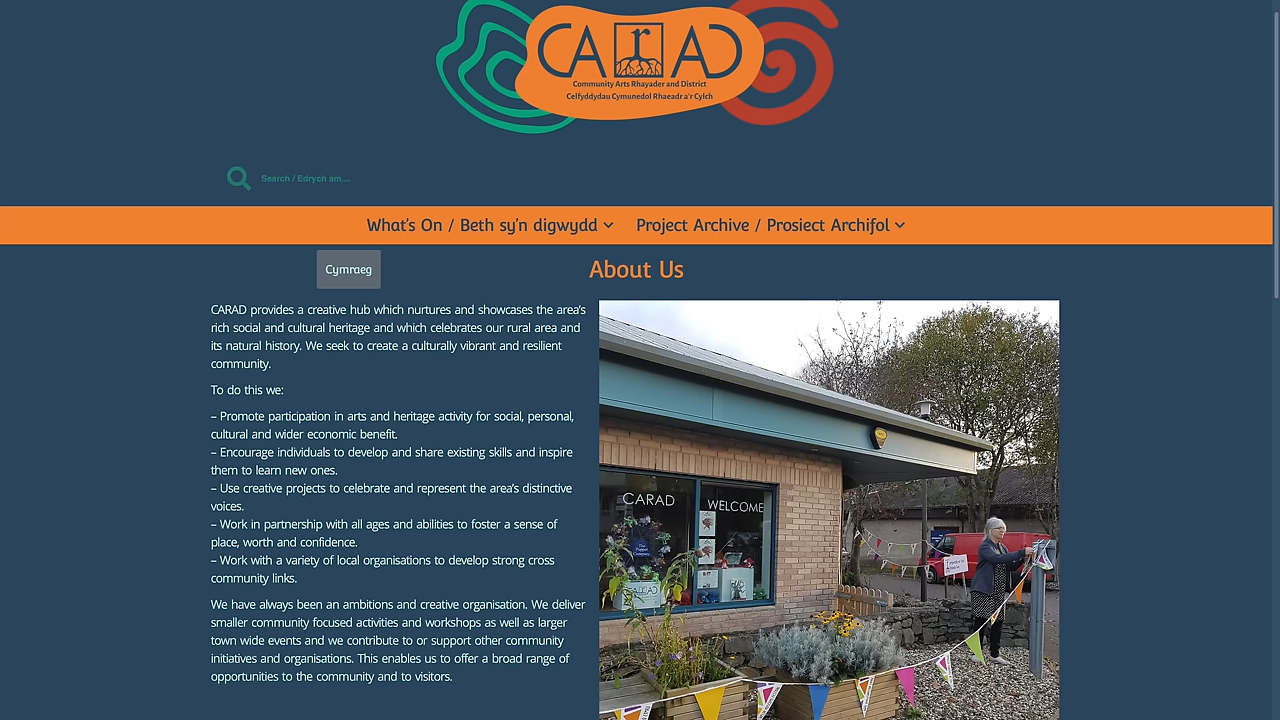 CArAD
Community Arts Rhayader and District
Celfyddydau Cymunedol Rhaeadr a'r Cylch
Search / Edrych am....
What's On / Beth sy'n digwydd
Project Archive / Prosiect Archifol
Cymraeg
About Us
CARAD provides a creative hub which nurtures and showcases the area's
rich social and cultural heritage and which celebrates our rural area and
its natural history. We seek to create a culturally vibrant and resilient
community.
To do this we:
– Promote participation in arts and heritage activity for social, personal,
cultural and wider economic benefit.
– Encourage individuals to develop and share existing skills and inspire
them to learn new ones.
– Use creative projects to celebrate and represent the area's distinctive
voices.
– Work in partnership with all ages and abilities to foster a sense of
place, worth and confidence.
– Work with a variety of local organisations to develop strong cross
community links.
We have always been an ambitions and creative organisation. We deliver
smaller community focused activities and workshops as well as larger
town wide events and we contribute to or support other community
initiatives and organisations. This enables us to offer a broad range of
opportunities to the community and to visitors.
CARAD
WELCOME
The
Puppet
Company
CARAD